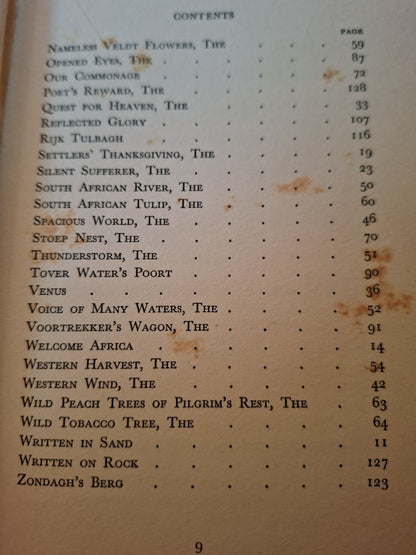 CONTENTS
PAGE
NAMELESS VELDT FLOWERS, THE . . . 59
OPENED EYES, THE . . . . . 87
OUR COMMONAGE . . . . . 72
POET'S REWARD, THE . . . . 128
QUEST FOR HEAVEN, THE . . . . 33
REFLECTED GLORY . . . . . 107
RIJK TULBAGH . . . . . 116
SETTLERS' THANKSGIVING, THE . . . . 19
SILENT SUFFERER, THE . . . . 23
SOUTH AFRICAN RIVER, THE . . . . 50
SOUTH AFRICAN TULIP, THE . . . . 60
SPACIOUS WORLD, THE . . . . 46
STOEP NEST, THE . . . . . 70
THUNDERSTORM, THE . . . . . 51
TOVER WATER'S POORT . . . . 90
VENUS . . . . . . 36
VOICE OF MANY WATERS, THE . . . . 52
VOORTREKKER'S WAGON, THE . . . . 91
WELCOME AFRICA . . . . . 14
WESTERN HARVEST, THE . . . . 54
WESTERN WIND, THE . . . . 42
WILD PEACH TREES OF PILGRIM'S REST, THE . 63
WILD TOBACCO TREE, THE . . . . 64
WRITTEN IN SAND . . . . . 11
WRITTEN ON ROCK . . . . . 127
ZONDAGH'S BERG . . . . . 123
9